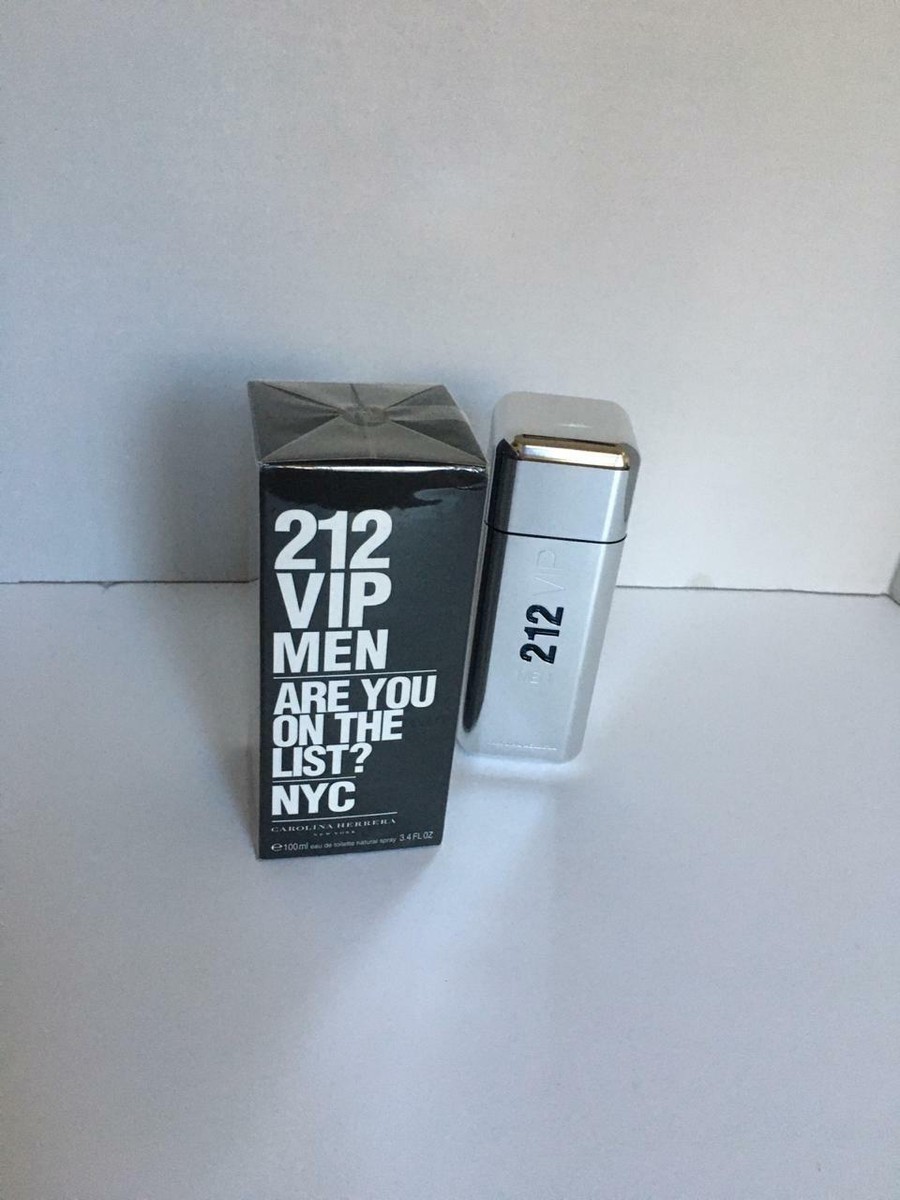 212
VIP
MEN
ARE YOU
ON THE
LIST?
NYC
CAROLINA HERRERA
NEW YORK
℮100ml eau de toilette natural spray 3.4 FL OZ
212 VIP
MEN